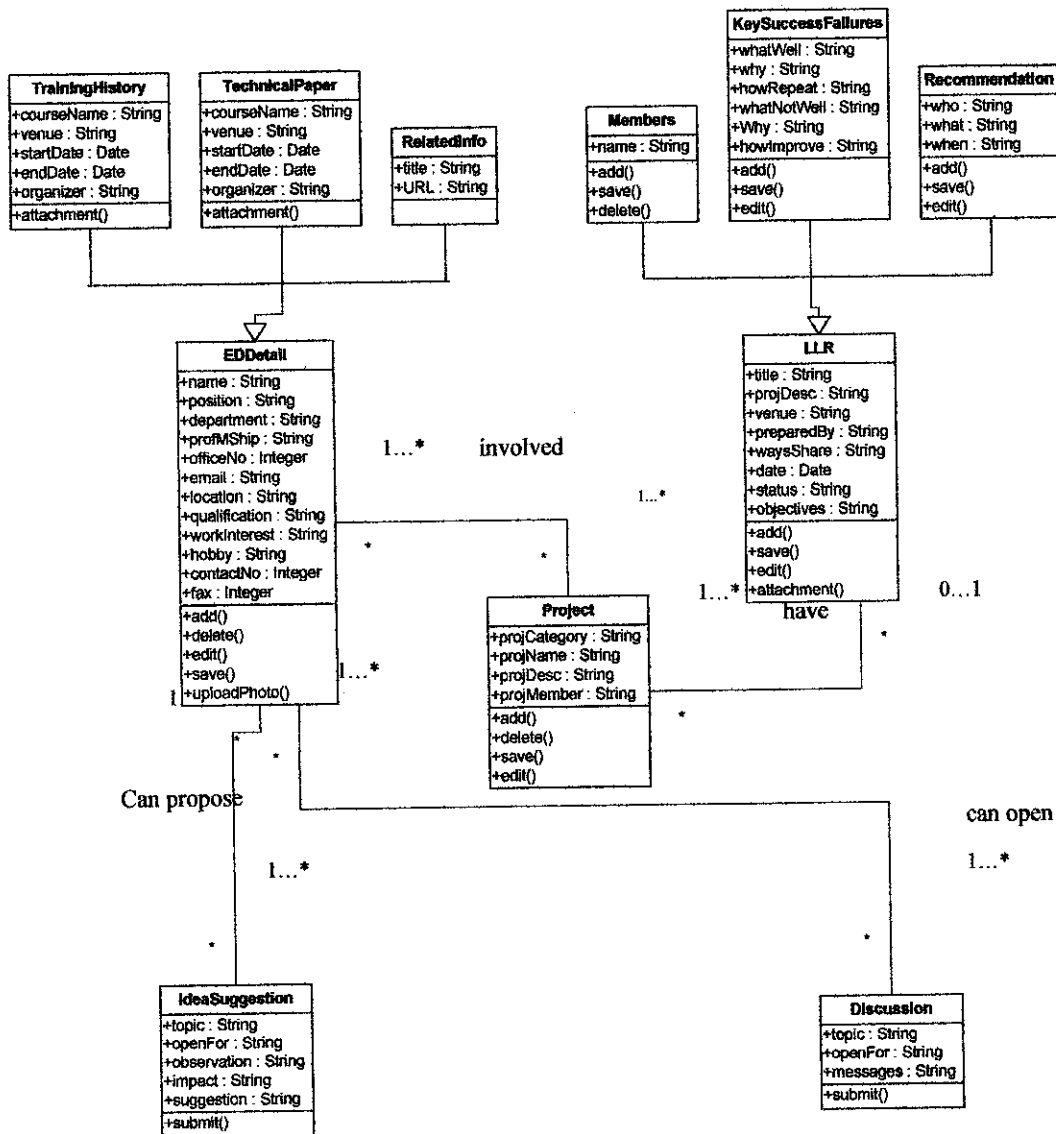 TrainingHistory
+courseName : String
+venue : String
+startDate : Date
+endDate : Date
+organizer : String
+attachment()
TechnicalPaper
+courseName : String
+venue : String
+startDate : Date
+endDate : Date
+organizer : String
+attachment()
RelatedInfo
+title : String
+URL : String
Members
+name : String
+add()
+save()
+delete()
KeySuccessFailures
+whatWell : String
+why : String
+howRepeat : String
+whatNotWell : String
+Why : String
+howImprove : String
+add()
+save()
+edit()
Recommendation
+who : String
+what : String
+when : String
+add()
+save()
+edit()
EDDetail
+name : String
+position : String
+department : String
+profMShip : String
+officeNo : Integer
+email : String
+location : String
+qualification : String
+workInterest : String
+hobby : String
+contactNo : Integer
+fax : Integer
+add()
+delete()
+edit()
+save()
+uploadPhoto()
1...* involved
1...*
LLR
+title : String
+projDesc : String
+venue : String
+preparedBy : String
+waysShare : String
+date : Date
+status : String
+objectives : String
+add()
+save()
+edit()
+attachment()
* *
1...* 0...1
have
*
Project
+projCategory : String
+projName : String
+projDesc : String
+projMember : String
+add()
+delete()
+save()
+edit()
*
1...*
1
* *
Can propose
can open
1...*
1...*
* *
IdeaSuggestion
+topic : String
+openFor : String
+observation : String
+impact : String
+suggestion : String
+submit()
Discussion
+topic : String
+openFor : String
+messages : String
+submit()